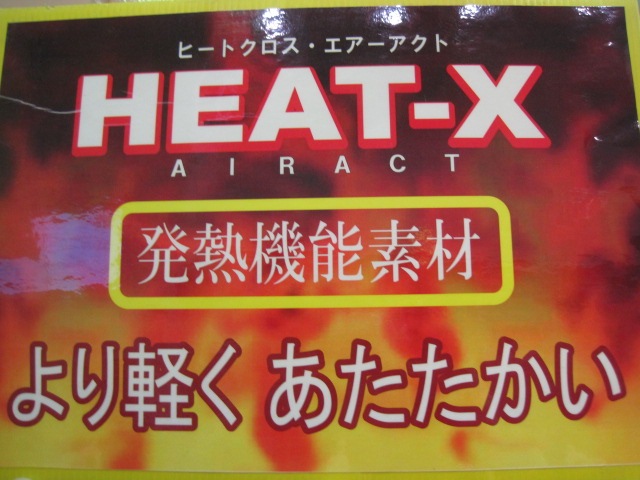 ヒートクロス・エアーアクト
HEAT-X
AIRACT
発熱機能素材
より軽く あたたかい